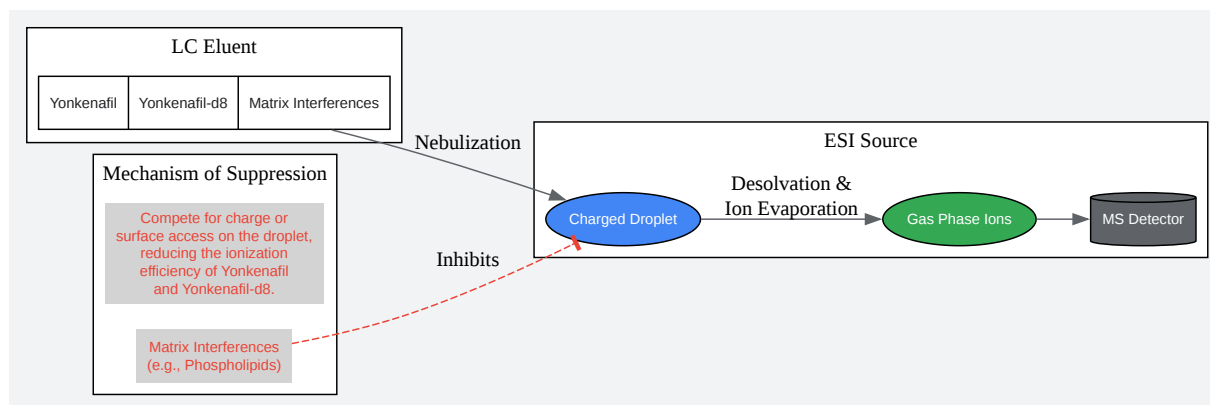 LC Eluent
Yonkenafil
Yonkenafil-d8
Matrix Interferences
Nebulization
ESI Source
Charged Droplet
Desolvation &
Ion Evaporation
Gas Phase Ions
MS Detector
Mechanism of Suppression
Compete for charge or
surface access on the droplet,
reducing the ionization
efficiency of Yonkenafil
and Yonkenafil-d8.
Inhibits
Matrix Interferences
(e.g., Phospholipids)